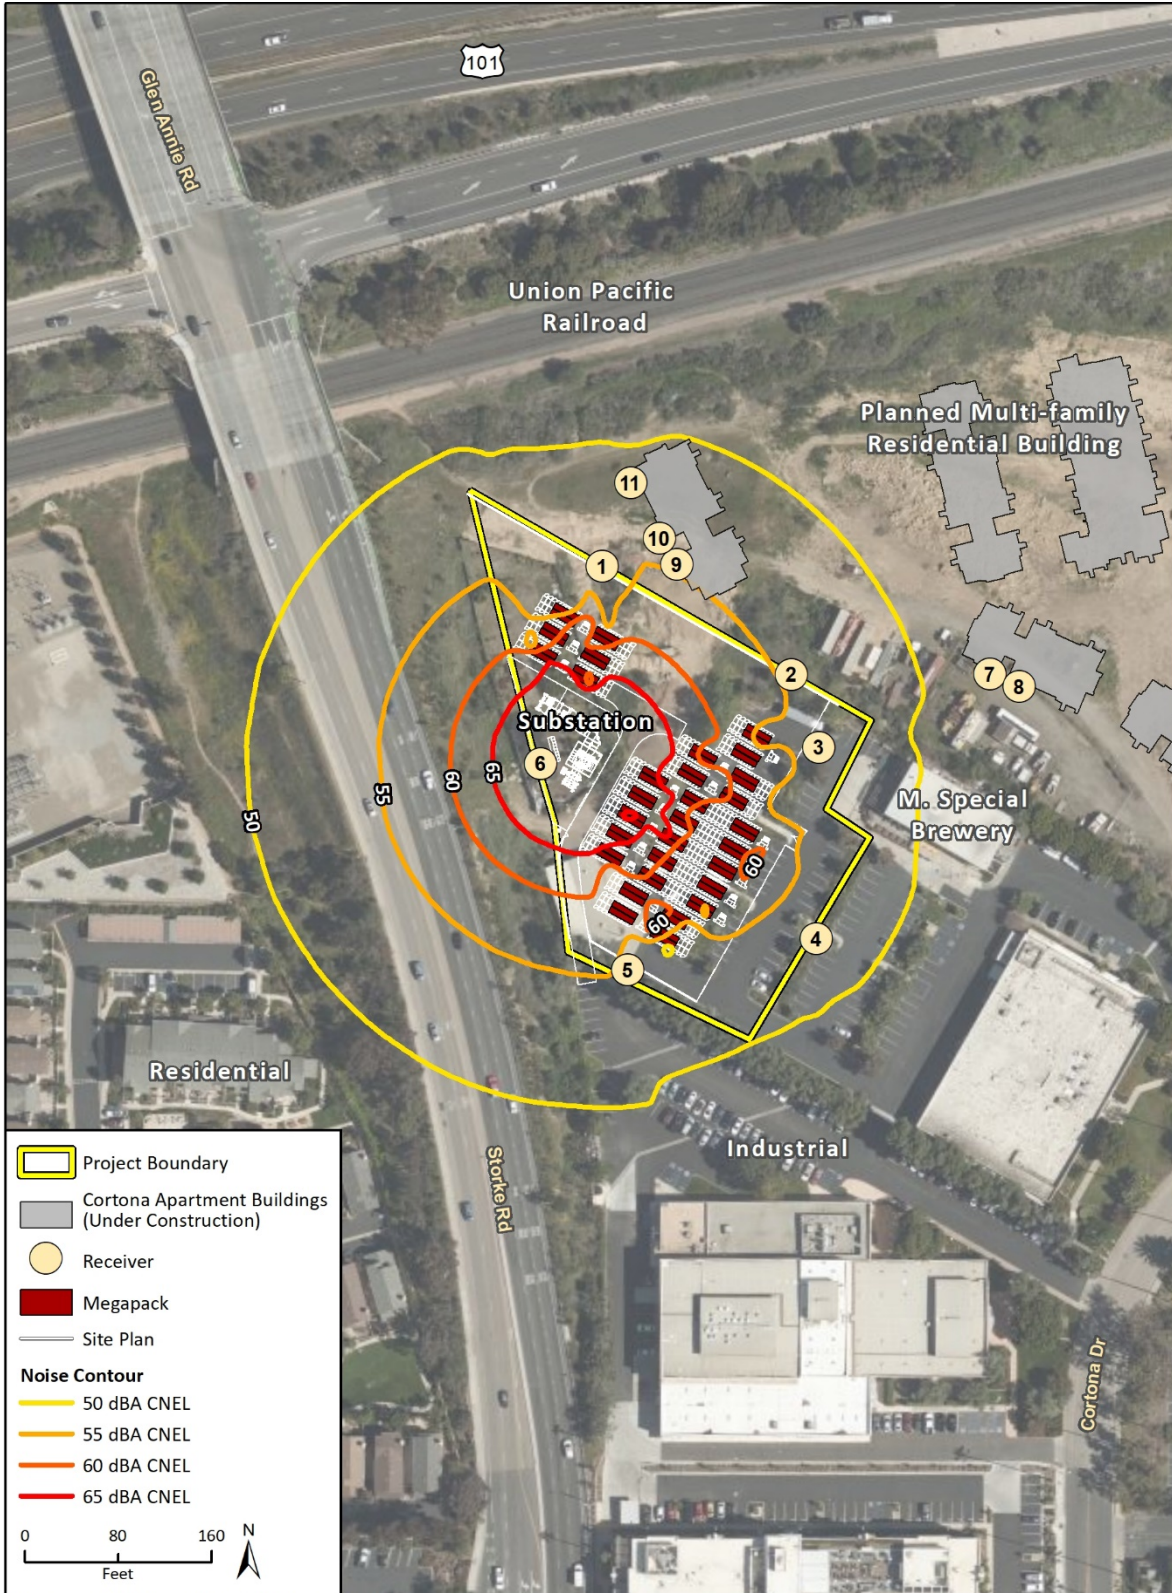 101
Glen Annie Rd
Union Pacific
Railroad
Planned Multi-family
Residential Building
11
10
9
1
2
7
8
3
Substation
6
65
60
55
50
M. Special
Brewery
60
60
4
5
Residential
Industrial
Storke Rd
Cortona Dr
Project Boundary
Cortona Apartment Buildings
(Under Construction)
Receiver
Megapack
Site Plan
Noise Contour
50 dBA CNEL
55 dBA CNEL
60 dBA CNEL
65 dBA CNEL
0 80 160
Feet
N